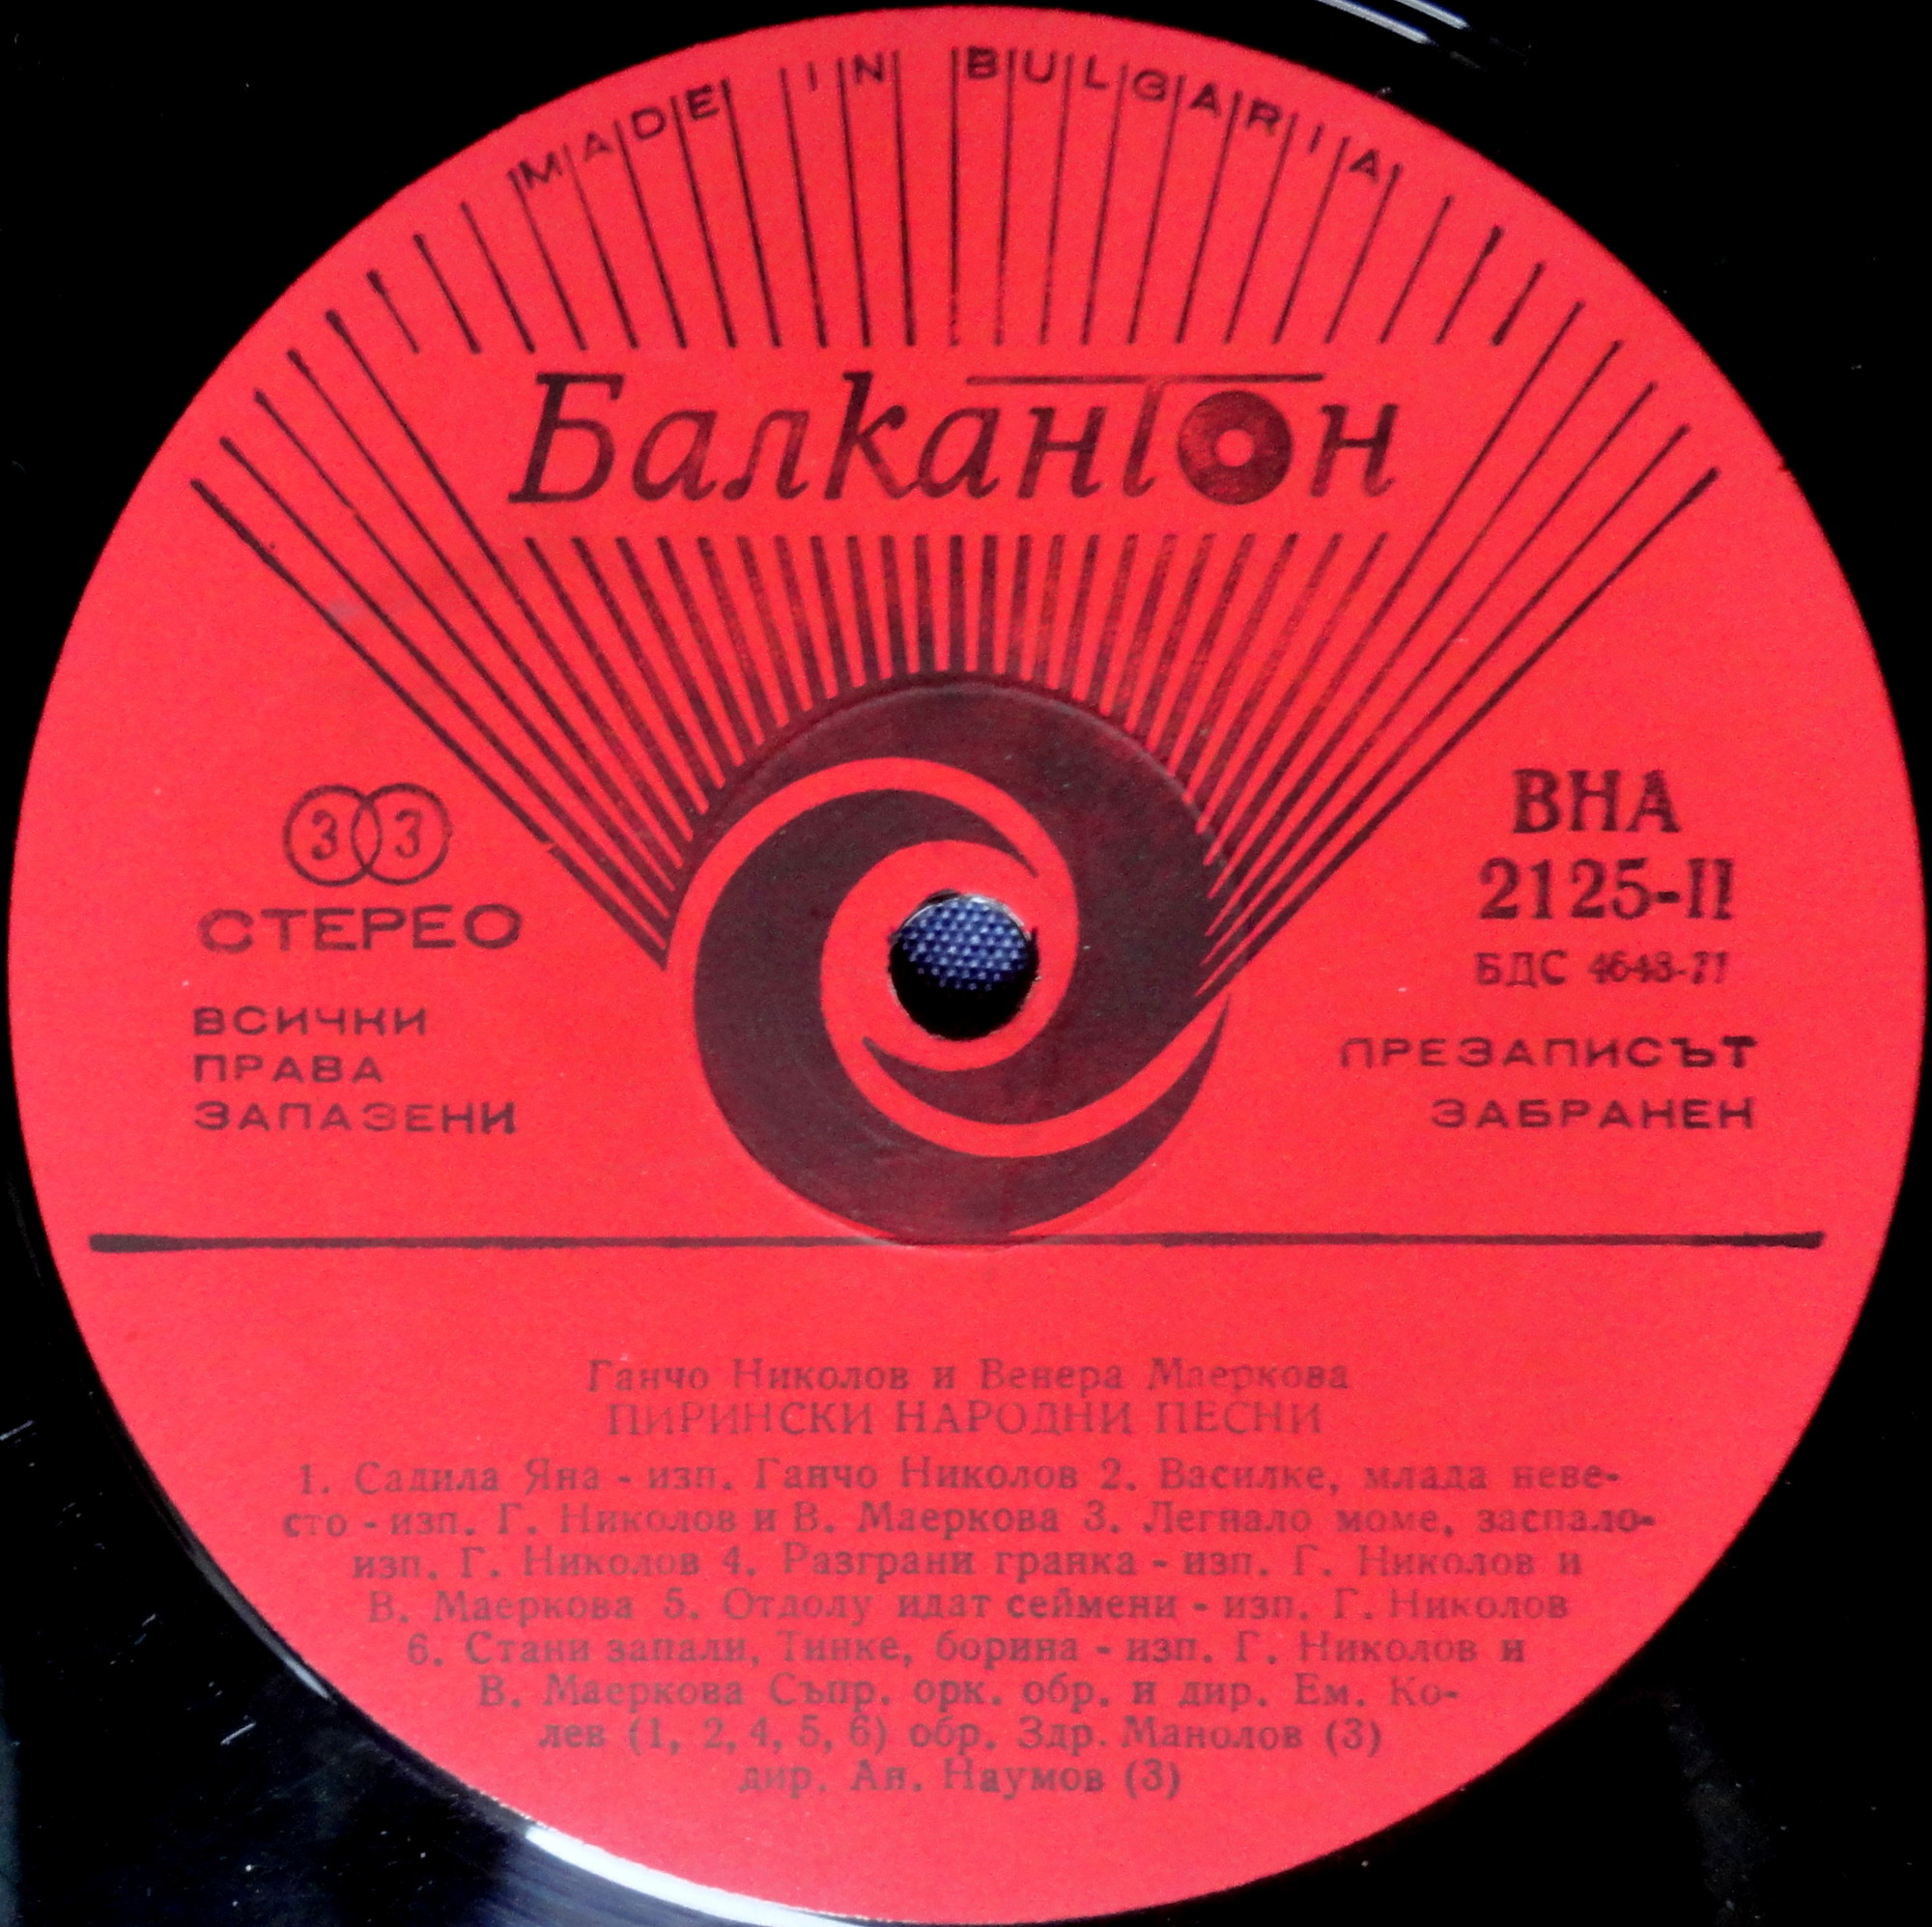 MADE IN BULGARIA
Балкантон
33
СТЕРЕО
ВСИЧКИ
ПРАВА
ЗАПАЗЕНИ
ВНА
2125-II
БДС 4648-71
ПРЕЗАПИСЪТ
ЗАБРАНЕН
Ганчо Николов и Венера Маеркова
ПИРИНСКИ НАРОДНИ ПЕСНИ
1. Садила Яна - изп. Ганчо Николов 2. Василке, млада неве-
сто - изп. Г. Николов и В. Маеркова 3. Легнало моме, заспало-
изп. Г. Николов 4. Разграни гранка - изп. Г. Николов и
В. Маеркова 5. Отдолу идат сеймени - изп. Г. Николов
6. Стани запали, Тинке, борина - изп. Г. Николов и
В. Маеркова Съпр. орк. обр. и дир. Ем. Ко-
лев (1, 2, 4, 5, 6) обр. Здр. Манолов (3)
дир. Ан. Наумов (3)